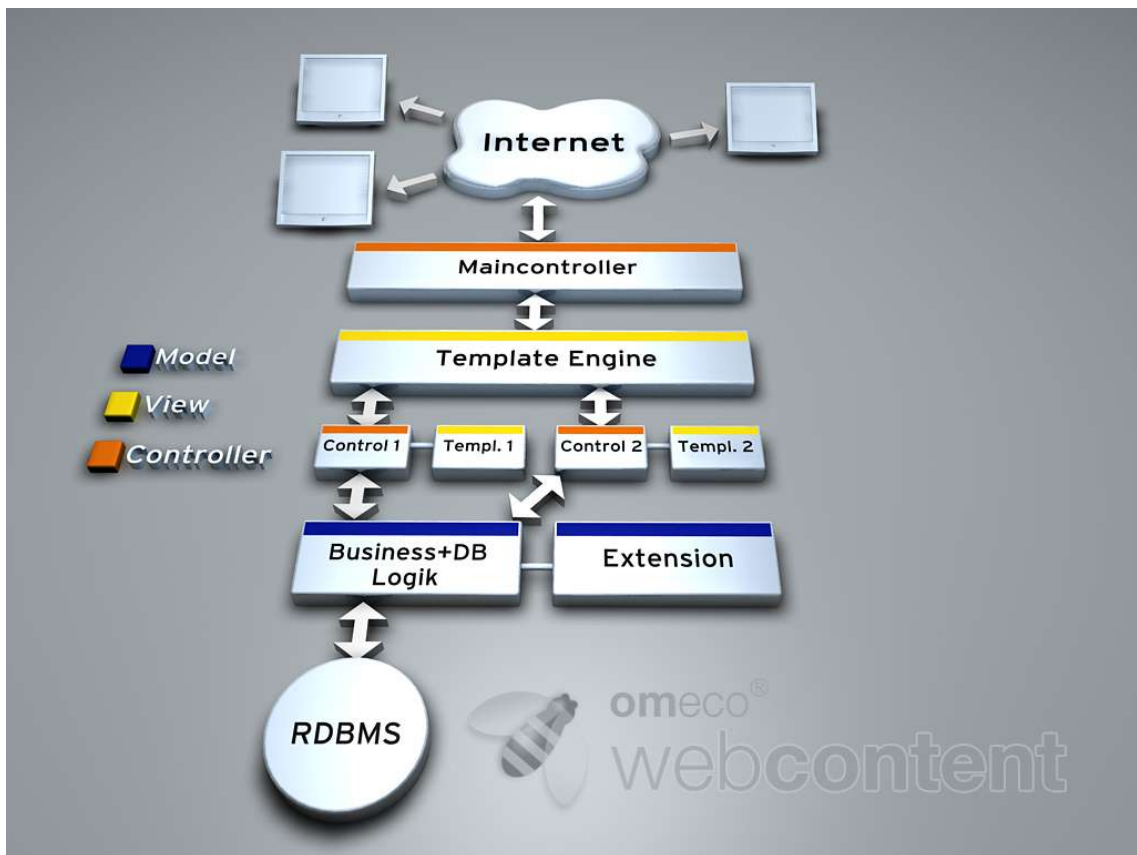 Internet
Maincontroller
Template Engine
Model
View
Controller
Control 1
Templ. 1
Control 2
Templ. 2
Business+DB
Logik
Extension
RDBMS
omeco®
webcontent